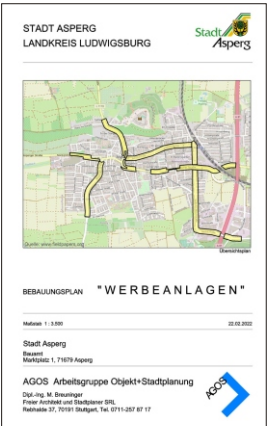 STADT ASPERG
LANDKREIS LUDWIGSBURG
Stadt
Asperg
Übersichtsplan
BEBAUUNGSPLAN "WERBEANLAGEN"
Maßstab 1 : 3.500 22.02.2022
Stadt Asperg
Bauamt
Marktplatz 1, 71679 Asperg
AGOS Arbeitsgruppe Objekt+Stadtplanung
Dipl.-Ing. M. Breuninger
Freier Architekt und Stadtplaner SRL
Rebhalde 37, 70191 Stuttgart, Tel. 0711-257 87 17
AGOS